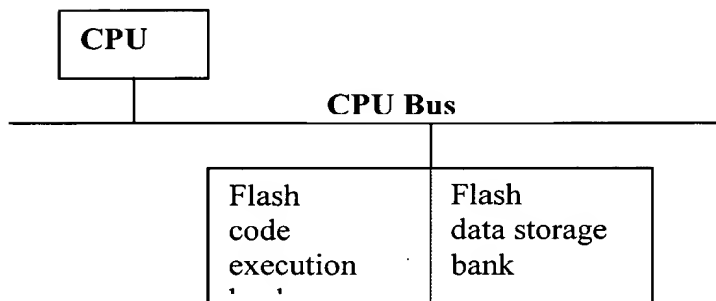 CPU
CPU Bus
Flash
code
execution
Flash
data storage
bank